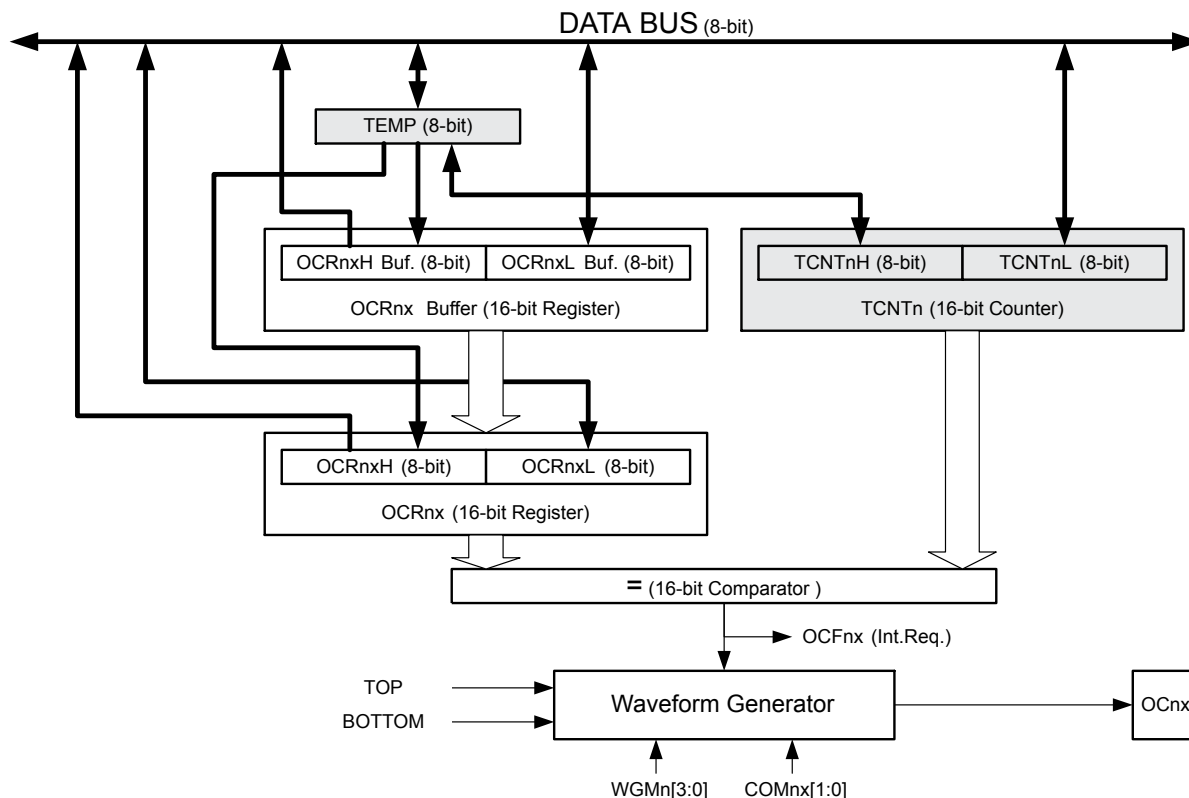 DATA BUS (8-bit)
TEMP (8-bit)
OCRnxH Buf. (8-bit) OCRnxL Buf. (8-bit)
TCNTnH (8-bit) TCNTnL (8-bit)
OCRnx Buffer (16-bit Register)
TCNTn (16-bit Counter)
OCRnxH (8-bit) OCRnxL (8-bit)
OCRnx (16-bit Register)
= (16-bit Comparator )
OCFnx (Int.Req.)
TOP
BOTTOM
Waveform Generator
OCnx
WGMn[3:0] COMnx[1:0]